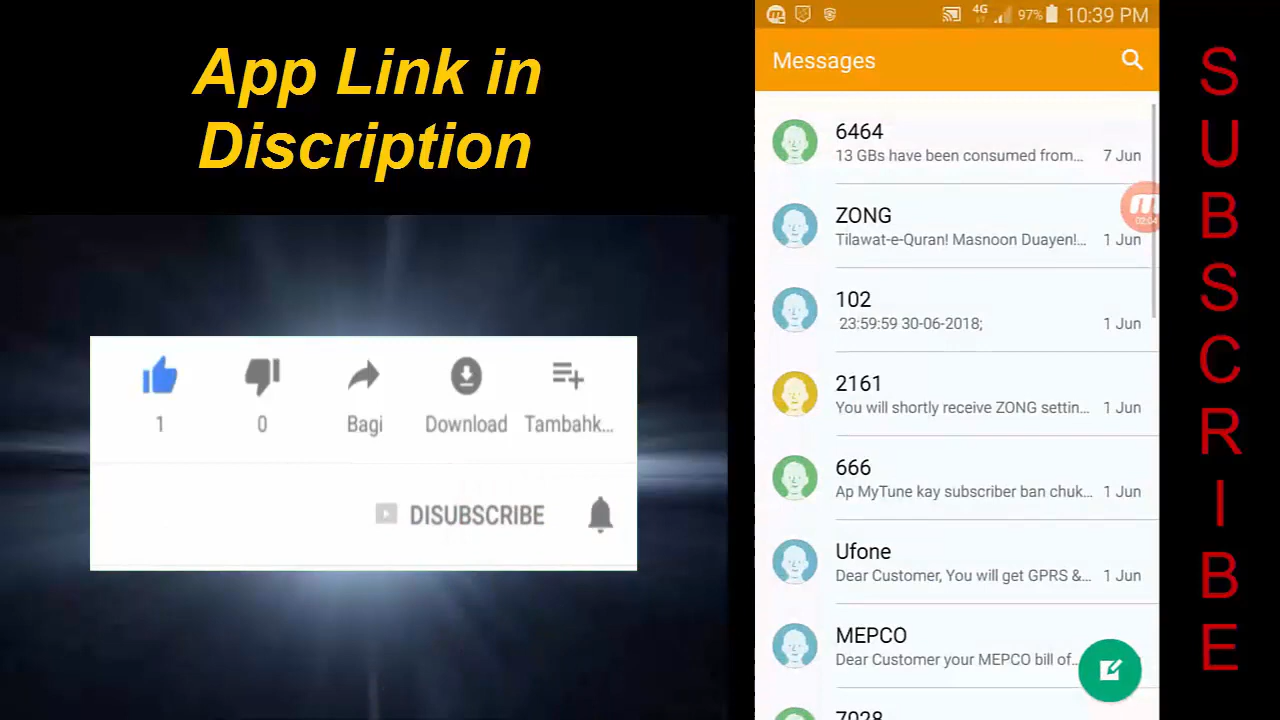 App Link in
Discription
1
0
Bagi
Download
Tambahk...
DISUBSCRIBE
4G
97%
10:39 PM
Messages
6464
13 GBs have been consumed from... 7 Jun
02:04
ZONG
Tilawat-e-Quran! Masnoon Duayen!... 1 Jun
102
23:59:59 30-06-2018; 1 Jun
2161
You will shortly receive ZONG settin... 1 Jun
666
Ap MyTune kay subscriber ban chuk... 1 Jun
Ufone
Dear Customer, You will get GPRS &... 1 Jun
MEPCO
Dear Customer your MEPCO bill of..
7028
S
U
B
S
C
R
I
B
E